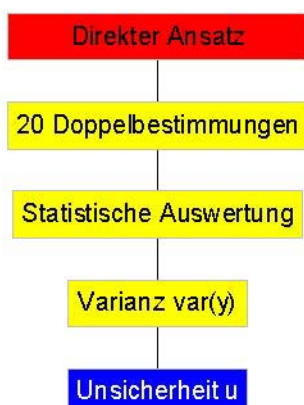 Direkter Ansatz
20 Doppelbestimmungen
Statistische Auswertung
Varianz var(y)
Unsicherheit u